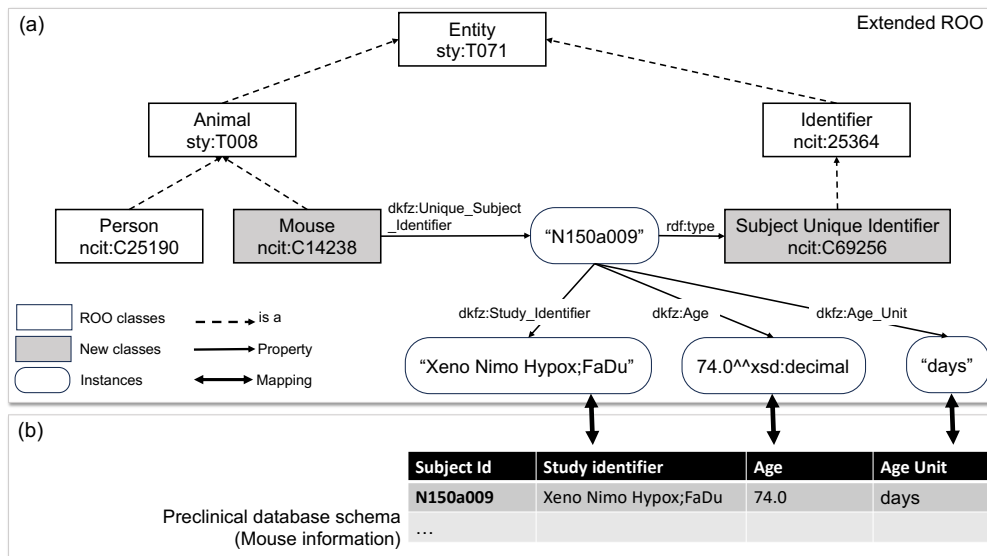 (a)
Extended ROO
Entity
sty:T071
Animal
sty:T008
Identifier
ncit:25364
Person
ncit:C25190
Mouse
ncit:C14238
dkfz:Unique_Subject
_Identifier
“N150a009”
rdf:type
Subject Unique Identifier
ncit:C69256
ROO classes
is a
New classes
Property
Instances
Mapping
dkfz:Study_Identifier
dkfz:Age
dkfz:Age_Unit
“Xeno Nimo Hypox;FaDu”
74.0^^xsd:decimal
“days”
(b)
Subject Id Study identifier Age Age Unit
N150a009 Xeno Nimo Hypox;FaDu 74.0 days
...
Preclinical database schema
(Mouse information)